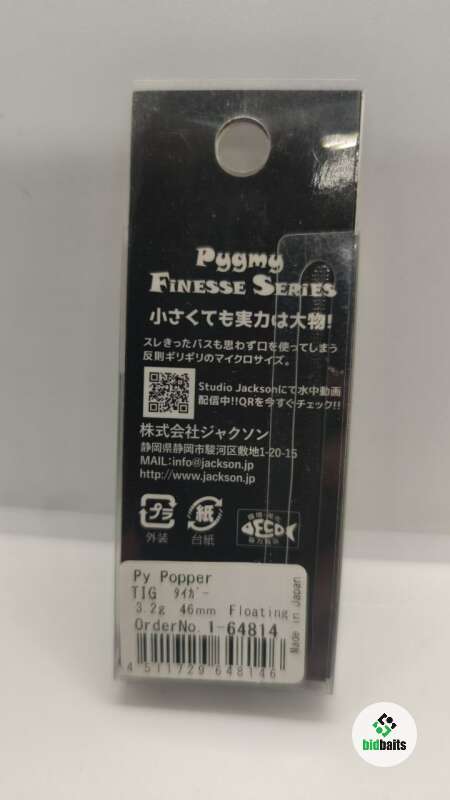 Pygmy
FINESSE SERIES
小さくても実力は大物!
スレきったバスも思わず口を使ってしまう
反則ギリギリのマイクロサイズ。
Studio Jacksonにて水中動画
配信中!!QRを今すぐチェック!!
株式会社ジャクソン
静岡県静岡市駿河区敷地1-20-15
MAIL:info@jackson.jp
http://www.jackson.jp
プラ
外装
紙
台紙
ECO
Py Popper
TIG タイガー
3.2g 46mm Floating
OrderNo. 1-64814
4 511729 648146
Made in Japan
bidbaits